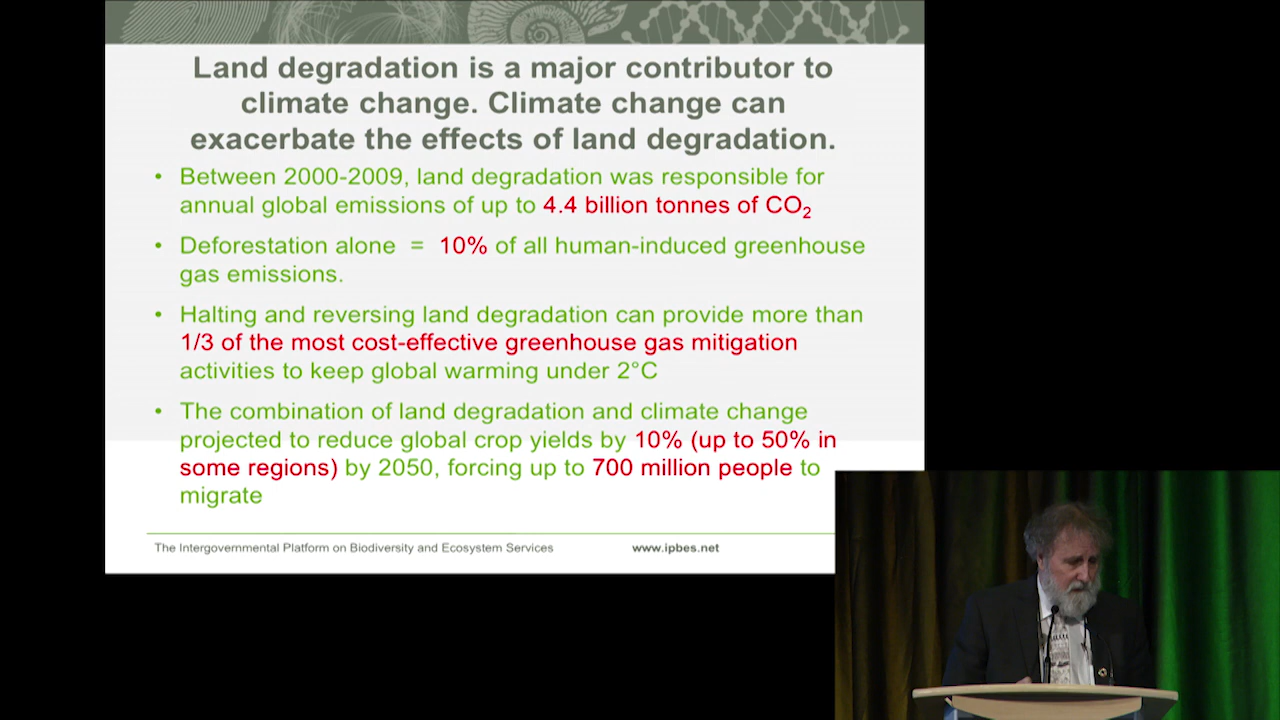 Land degradation is a major contributor to
climate change. Climate change can
exacerbate the effects of land degradation.
• Between 2000-2009, land degradation was responsible for
annual global emissions of up to 4.4 billion tonnes of CO₂
• Deforestation alone = 10% of all human-induced greenhouse
gas emissions.
• Halting and reversing land degradation can provide more than
1/3 of the most cost-effective greenhouse gas mitigation
activities to keep global warming under 2°C
• The combination of land degradation and climate change
projected to reduce global crop yields by 10% (up to 50% in
some regions) by 2050, forcing up to 700 million people to
migrate
The Intergovernmental Platform on Biodiversity and Ecosystem Services www.ipbes.net